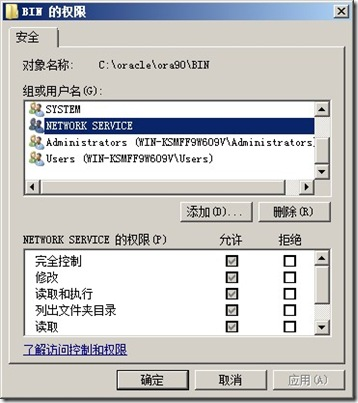 BIN 的权限
安全
对象名称: C:\oracle\ora90\BIN
组或用户名(G):
SYSTEM
NETWORK SERVICE
Administrators (WIN-KSMFF9W609V\Administrators)
Users (WIN-KSMFF9W609V\Users)
添加(D)... 删除(R)
NETWORK SERVICE 的权限(P) 允许 拒绝
完全控制
修改
读取和执行
列出文件夹目录
读取
了解访问控制和权限
确定 取消 应用(A)